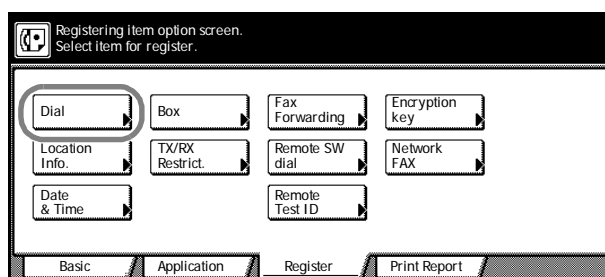 Registering item option screen.
Select item for register.
Dial
Box
Fax
Forwarding
Encryption
key
Location
Info.
TX/RX
Restrict.
Remote SW
dial
Network
FAX
Date
& Time
Remote
Test ID
Basic
Application
Register
Print Report